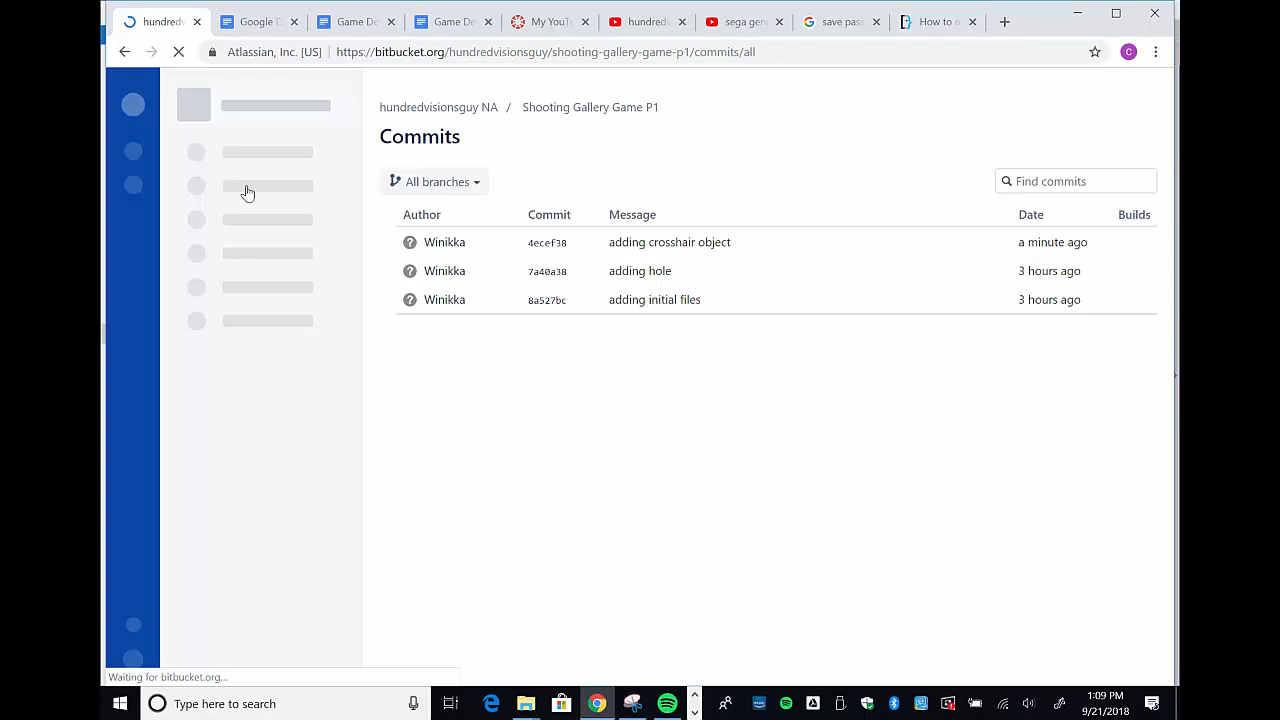 hundred
Google D
Game De
Game De
My YouT
hundredv
sega gen
save pas
How to n
Atlassian, Inc. [US]
https://bitbucket.org/hundredvisionsguy/shooting-gallery-game-p1/commits/all
C
hundredvisionsguy NA / Shooting Gallery Game P1
Commits
All branches
Find commits
Author Commit Message Date Builds
Winikka 4ecef38 adding crosshair object a minute ago
Winikka 7a40a38 adding hole 3 hours ago
Winikka 8a527bc adding initial files 3 hours ago
Waiting for bitbucket.org...
Type here to search
1:09 PM
9/21/2018